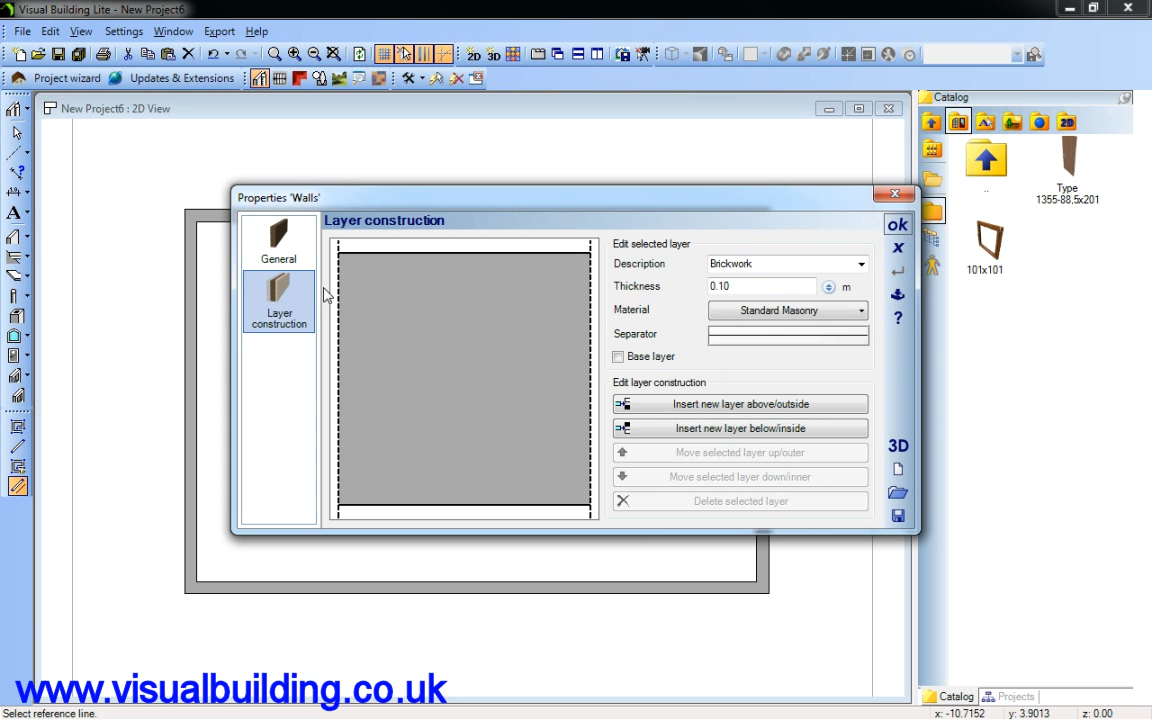 Visual Building Lite - New Project6
File Edit View Settings Window Export Help
2D 3D
Project wizard Updates & Extensions
New Project6 : 2D View
Catalog
2D
..
Type
1355-88,5x201
101x101
Properties 'Walls'
General
Layer
construction
Layer construction
Edit selected layer
Description Brickwork
Thickness 0.10 m
Material Standard Masonry
Separator
Base layer
Edit layer construction
Insert new layer above/outside
Insert new layer below/inside
Move selected layer up/outer
Move selected layer down/inner
Delete selected layer
ok
x
?
3D
A
www.visualbuilding.co.uk
Catalog Projects
Select reference line.
x: -10.7152 y: 3.9013 z: 0.00